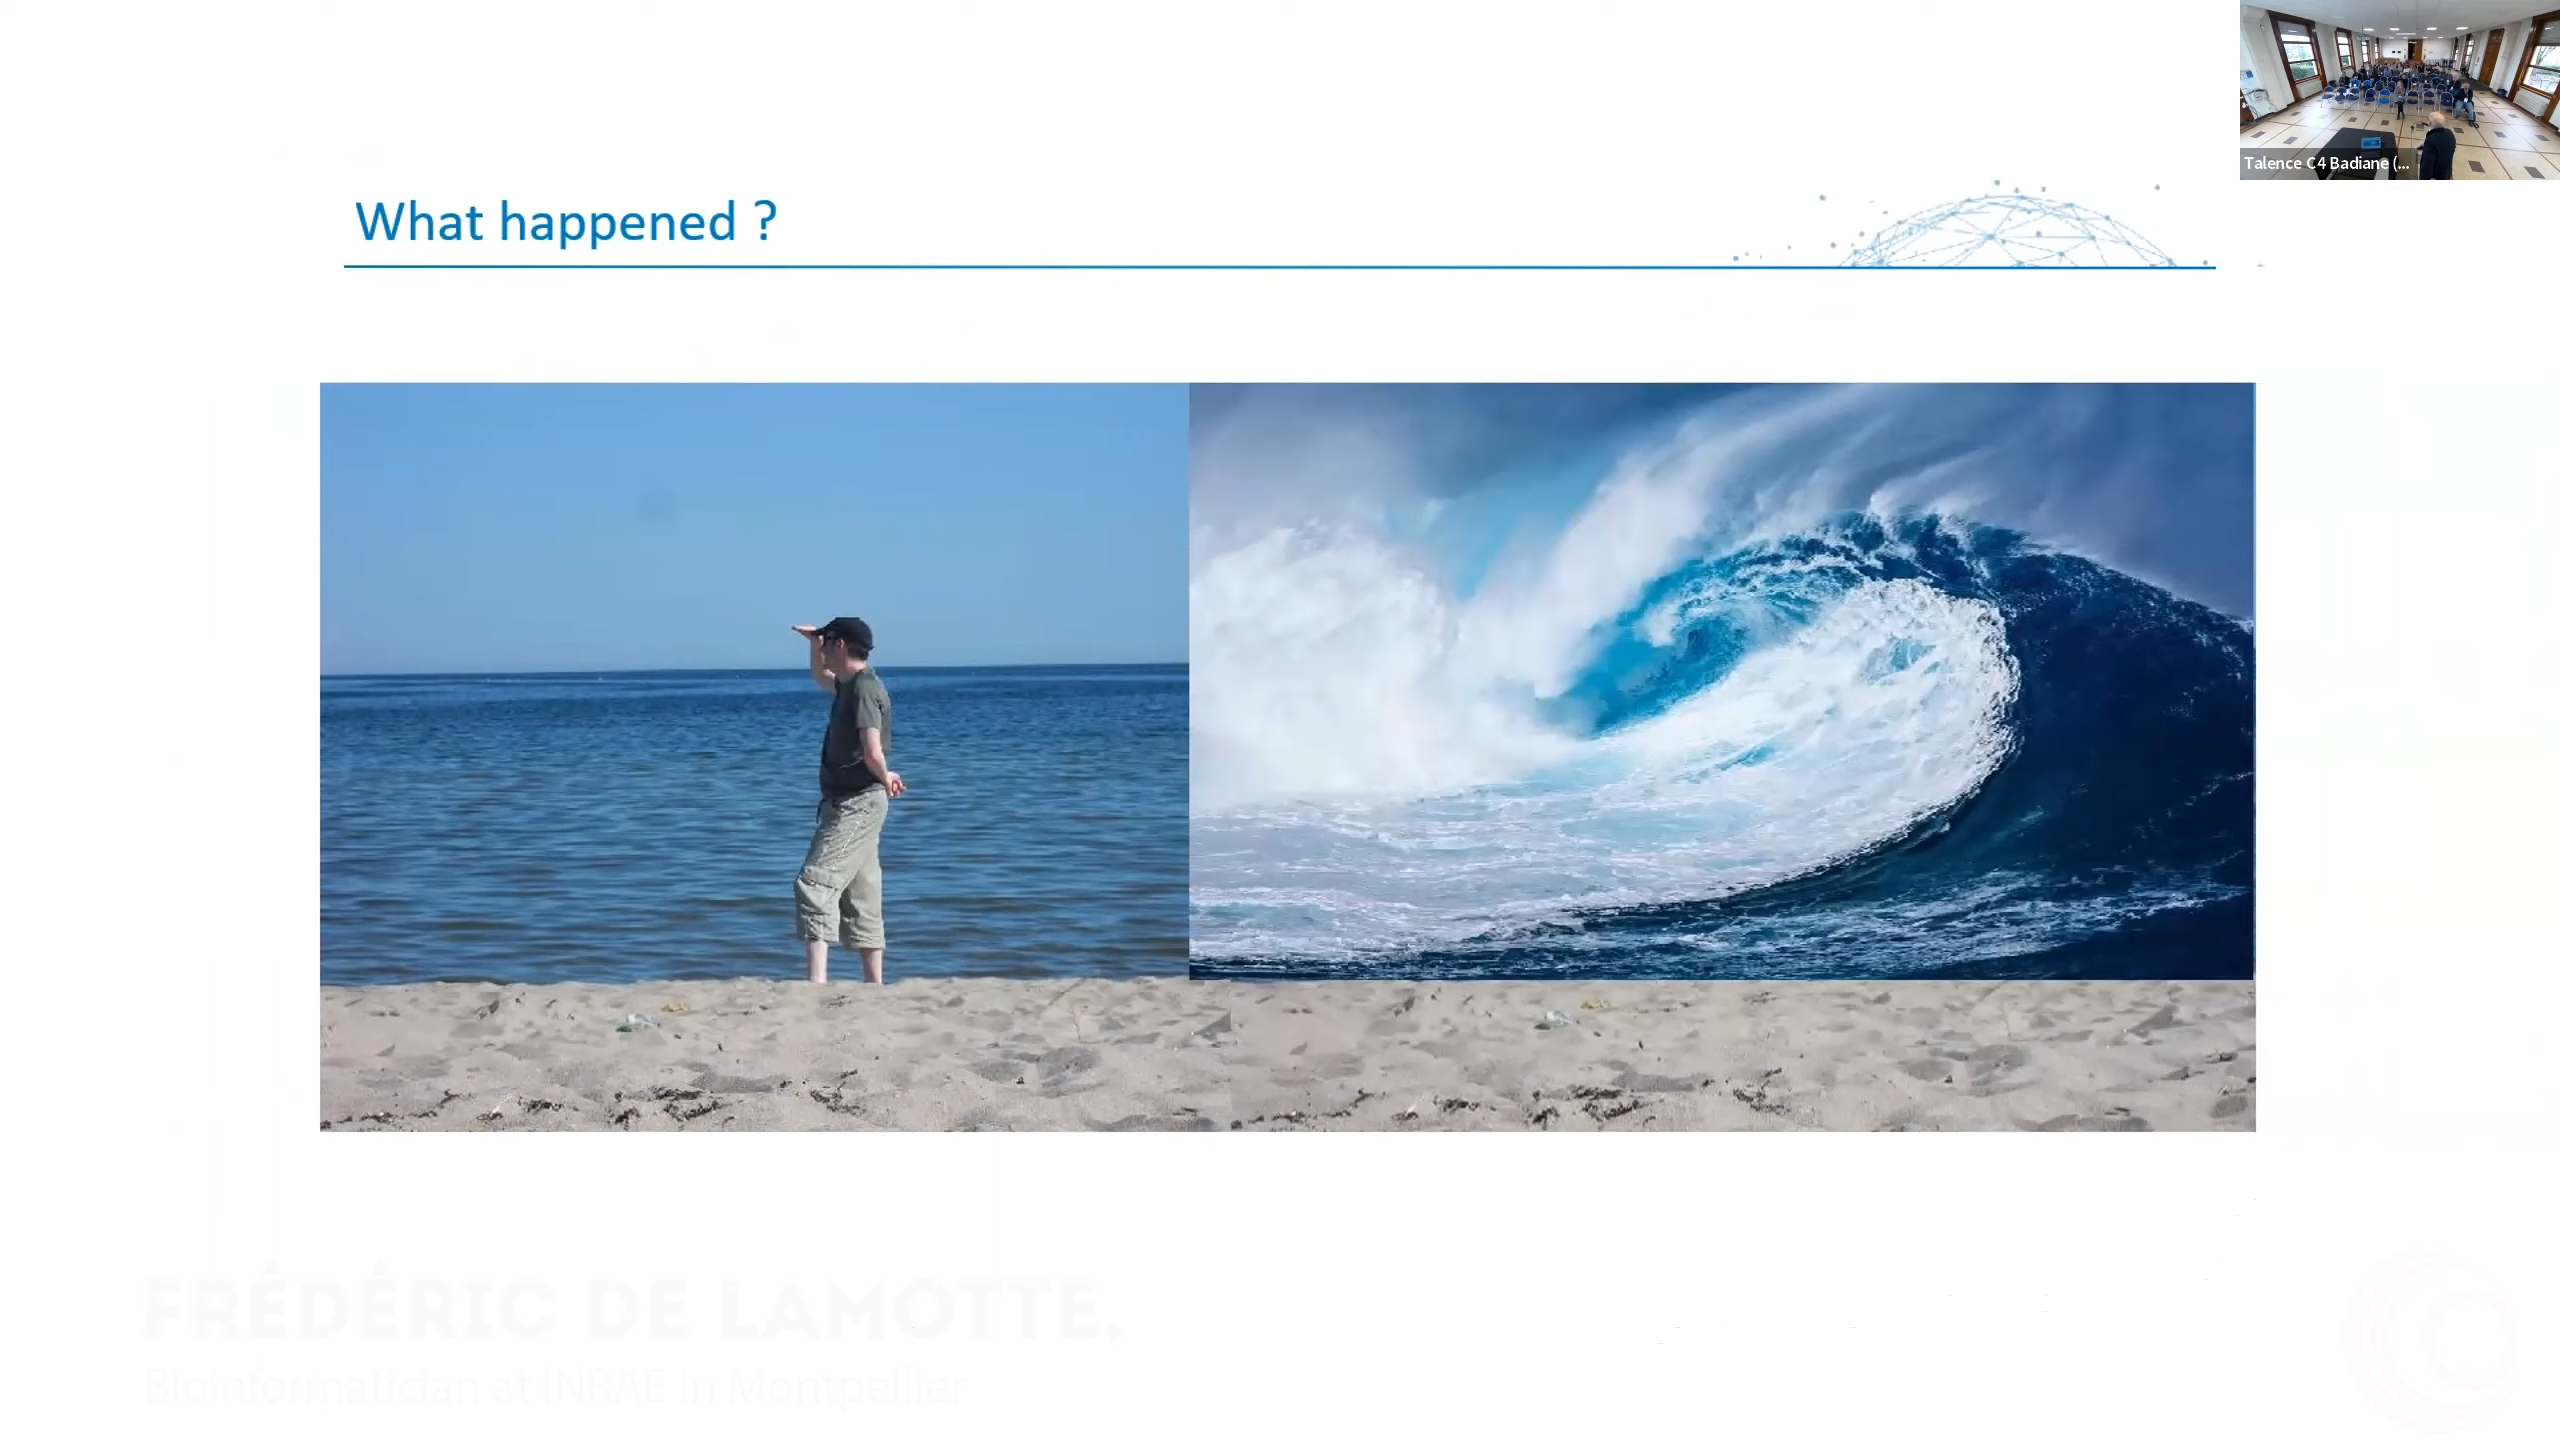 Talence C4 Badiane (...
What happened ?
FRÉDÉRIC DE LAMOTTE,
Bioinformatician at INRAE in Montpellier